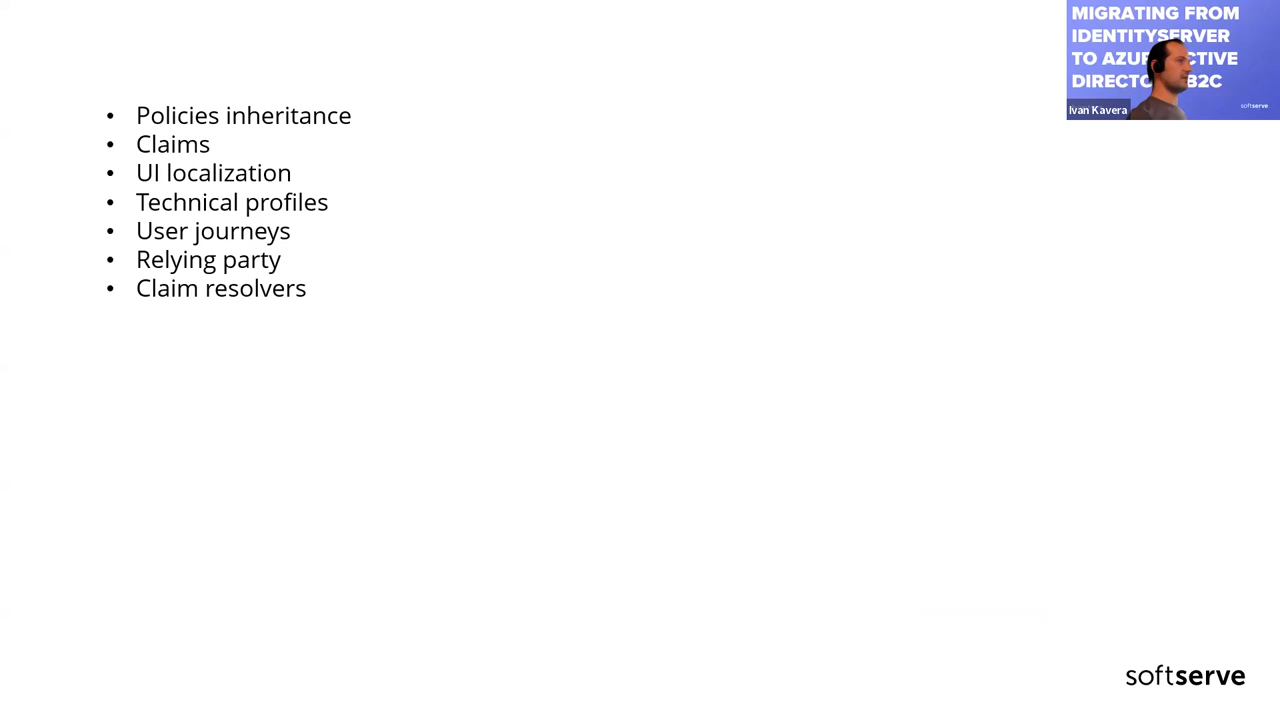 MIGRATING FROM
IDENTITYSERVER
TO AZURE ACTIVE
DIRECTORY B2C
softserve
Ivan Kavera
• Policies inheritance
• Claims
• UI localization
• Technical profiles
• User journeys
• Relying party
• Claim resolvers
softserve